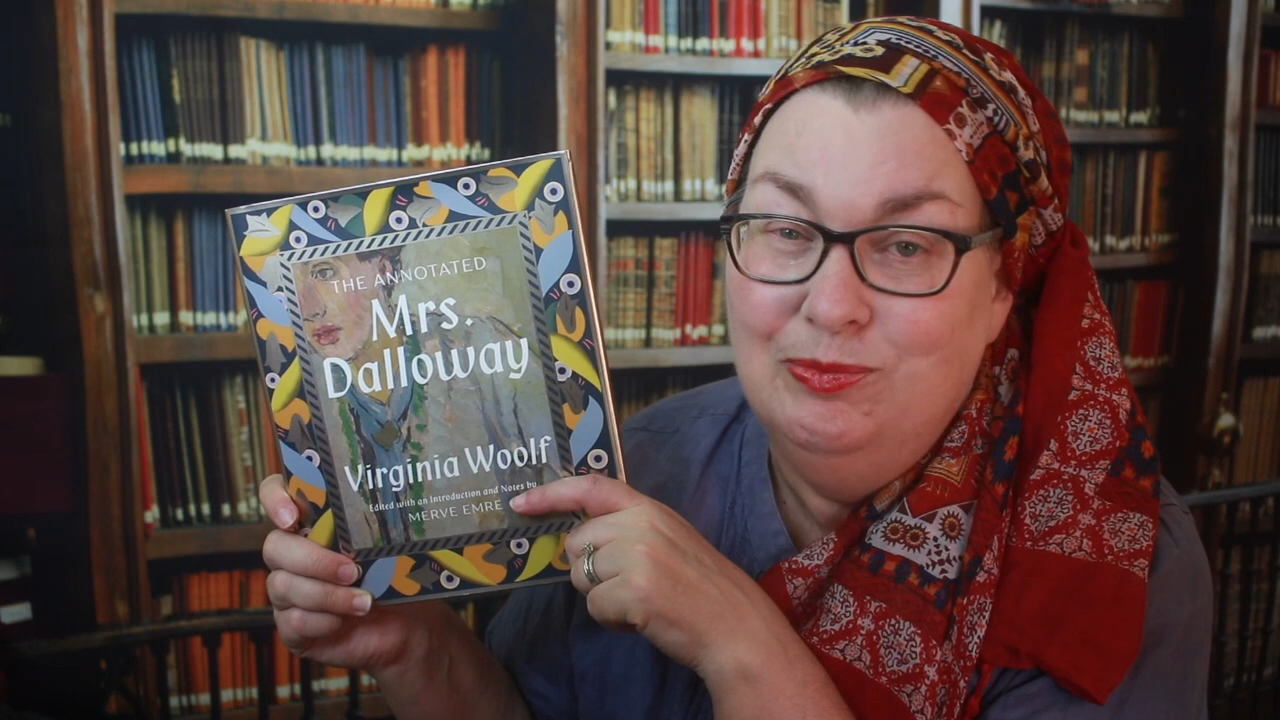 THE ANNOTATED
Mrs.
Dalloway
Virginia Woolf
Edited with an Introduction and Notes by
MERVE EMRE